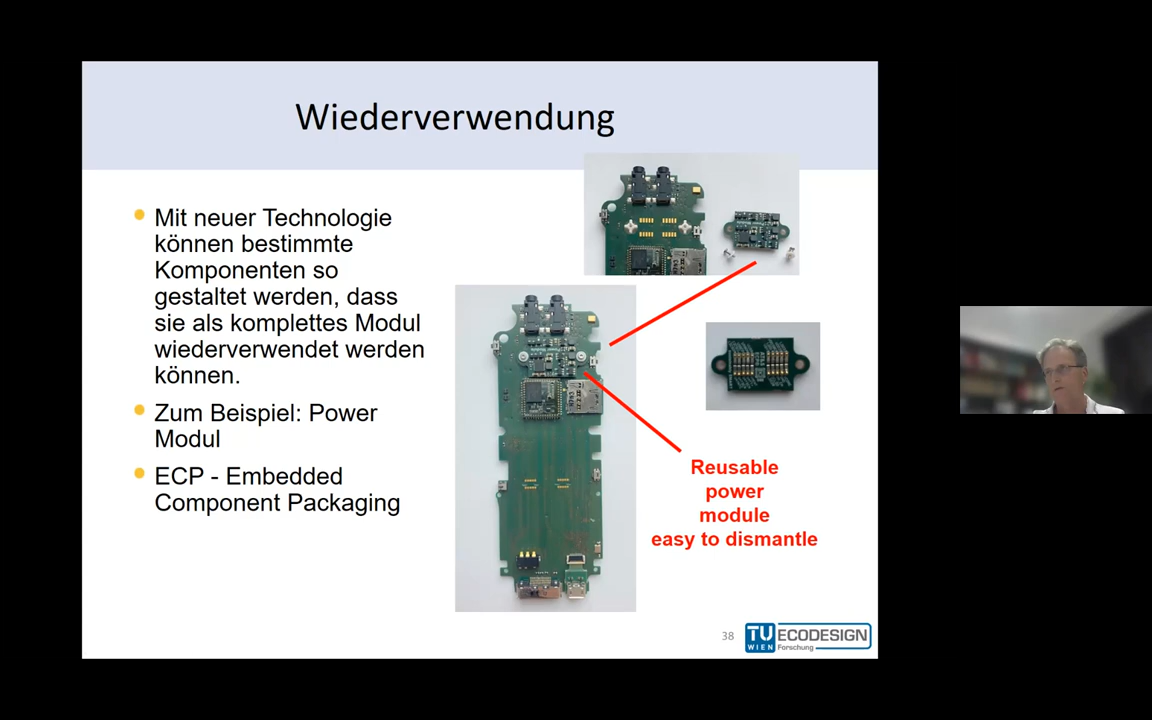 Wiederverwendung
Mit neuer Technologie
können bestimmte
Komponenten so
gestaltet werden, dass
sie als komplettes Modul
wiederverwendet werden
können.
Zum Beispiel: Power
Modul
ECP - Embedded
Component Packaging
Reusable
power
module
easy to dismantle
38
TU
WIEN
ECODESIGN
Forschung